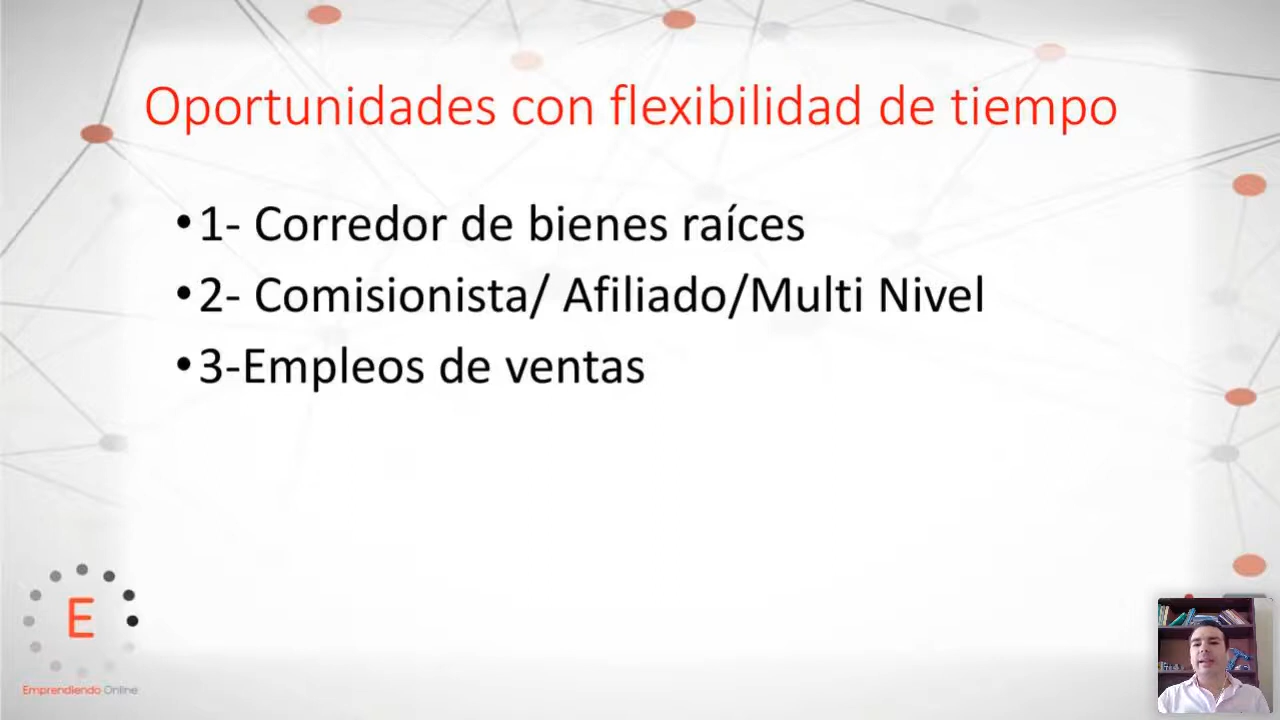 Oportunidades con flexibilidad de tiempo
•1- Corredor de bienes raíces
•2- Comisionista/ Afiliado/Multi Nivel
•3-Empleos de ventas
E
Emprendiendo Online